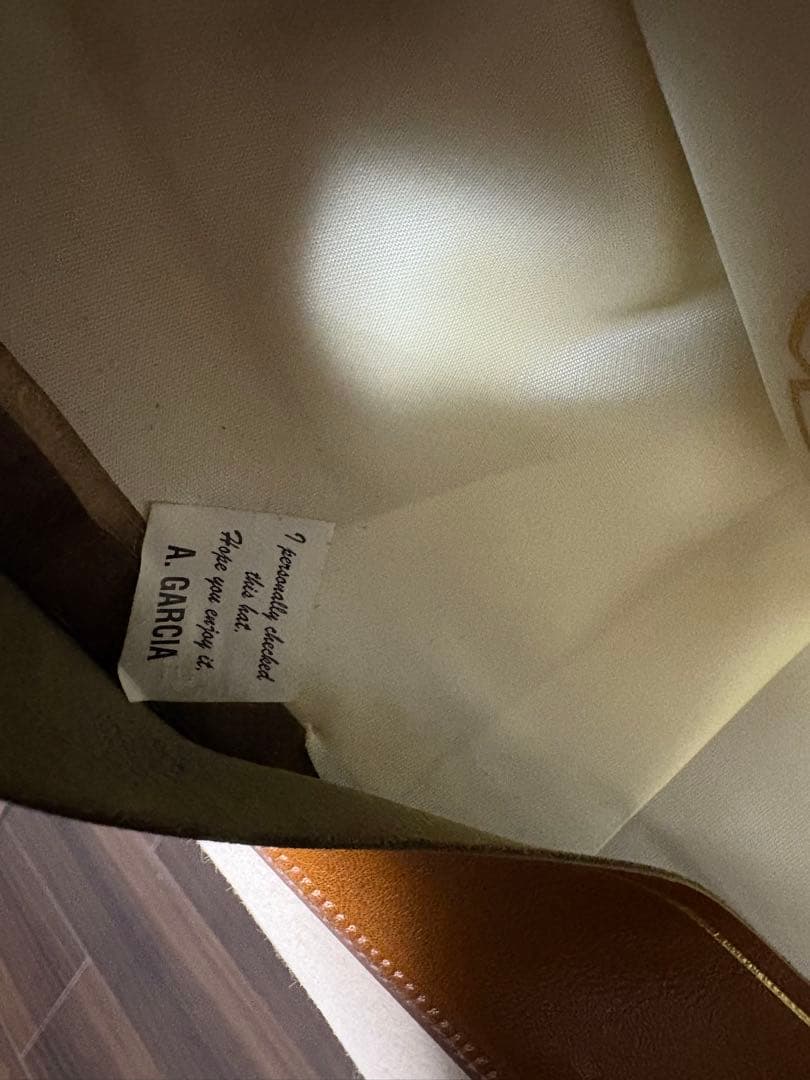 I personally checked
this hat.
Hope you enjoy it.
A. GARCIA